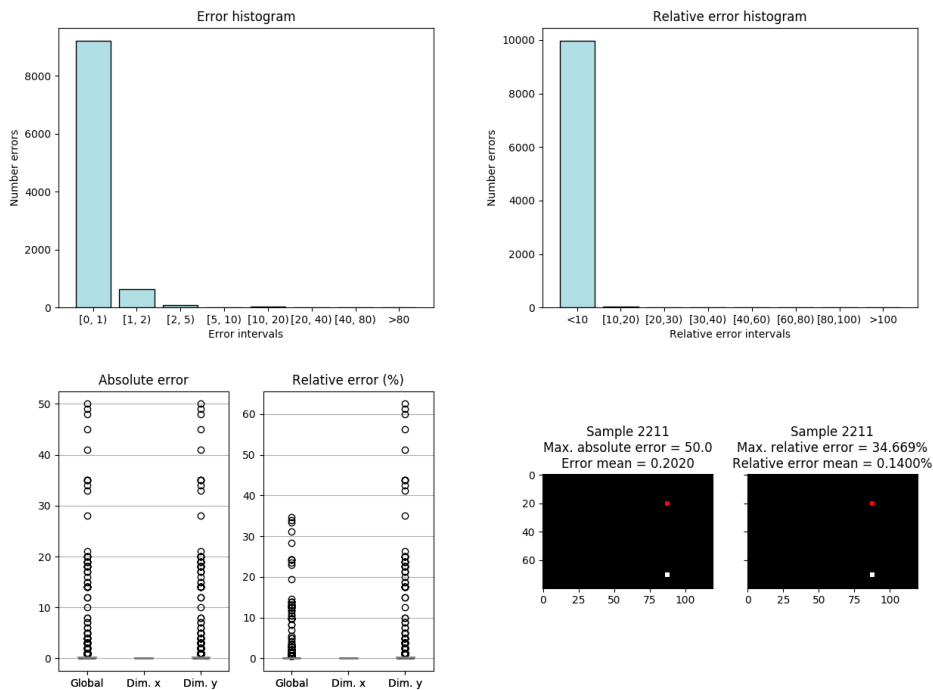 Error histogram
Number errors
8000
6000
4000
2000
0
[0, 1) [1, 2) [2, 5) [5, 10) [10, 20) [20, 40) [40, 80) >80
Error intervals
Relative error histogram
Number errors
10000
8000
6000
4000
2000
0
<10 [10,20) [20,30) [30,40) [40,60) [60,80) [80,100) >100
Relative error intervals
Absolute error
50
40
30
20
10
0
Global Dim. x Dim. y
Relative error (%)
60
50
40
30
20
10
0
Global Dim. x Dim. y
Sample 2211
Max. absolute error = 50.0
Error mean = 0.2020
0
20
40
60
0 25 50 75 100
Sample 2211
Max. relative error = 34.669%
Relative error mean = 0.1400%
0 25 50 75 100